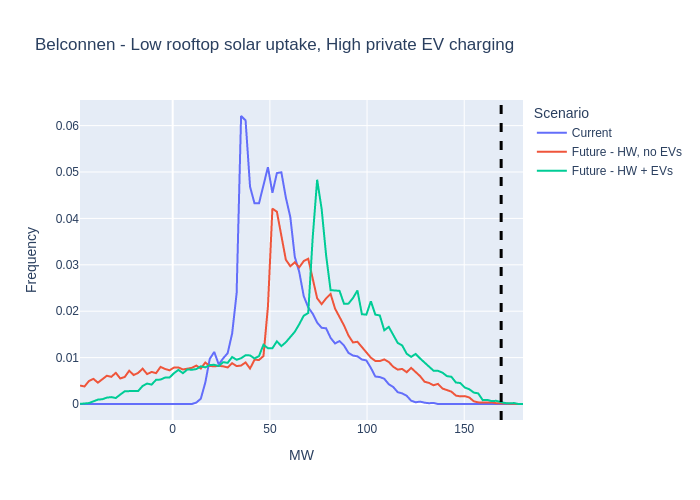 Belconnen - Low rooftop solar uptake, High private EV charging
Scenario
Current
Future - HW, no EVs
Future - HW + EVs
Frequency
0.06
0.05
0.04
0.03
0.02
0.01
0
0 50 100 150
MW